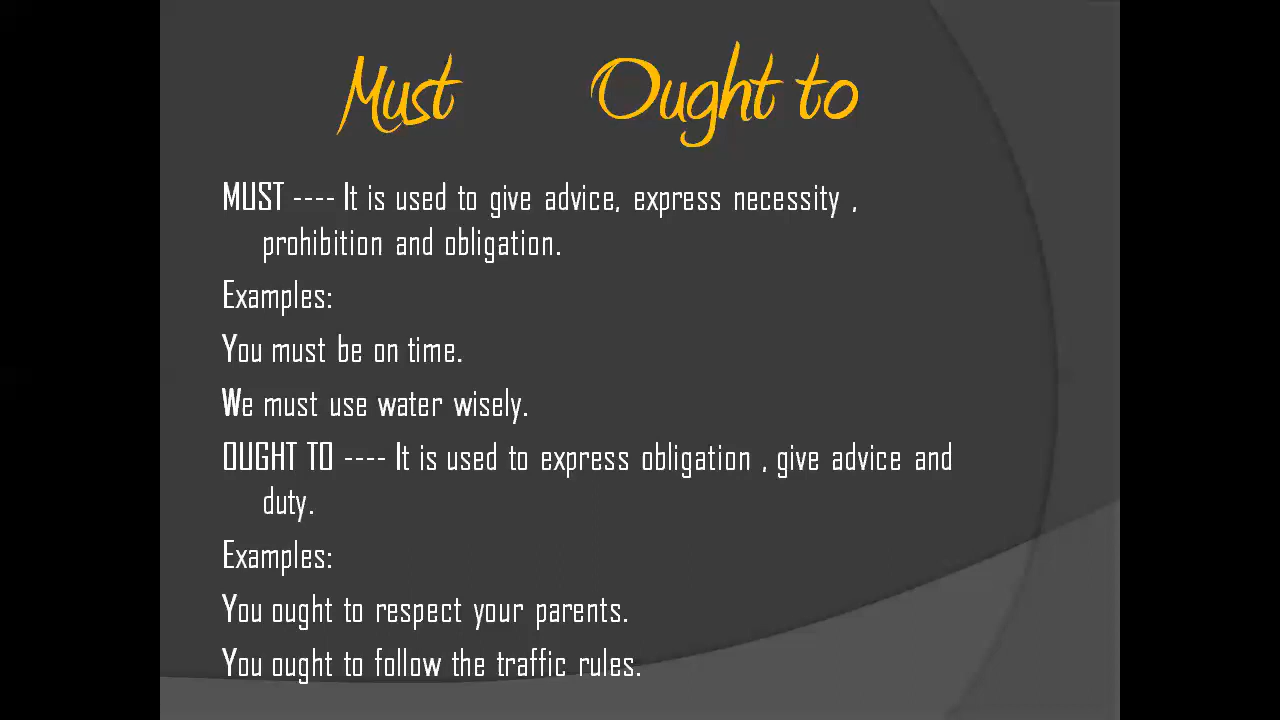 Must Ought to
MUST ---- It is used to give advice, express necessity ,
prohibition and obligation.
Examples:
You must be on time.
We must use water wisely.
OUGHT TO ---- It is used to express obligation , give advice and
duty.
Examples:
You ought to respect your parents.
You ought to follow the traffic rules.